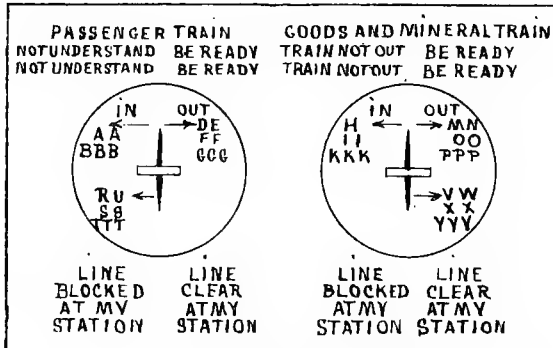 PASSENGER TRAIN
NOT UNDERSTAND BE READY
NOT UNDERSTAND BE READY
IN OUT
A A DE
BBB FF
GGG
RU
SS
TTT
LINE LINE
BLOCKED CLEAR
AT MY AT MY
STATION STATION
GOODS AND MINERAL TRAIN
TRAIN NOT OUT BE READY
TRAIN NOT OUT BE READY
IN OUT
H MN
II OO
KKK PPP
VW
X X
YYY
LINE LINE
BLOCKED CLEAR
AT MY AT MY
STATION STATION